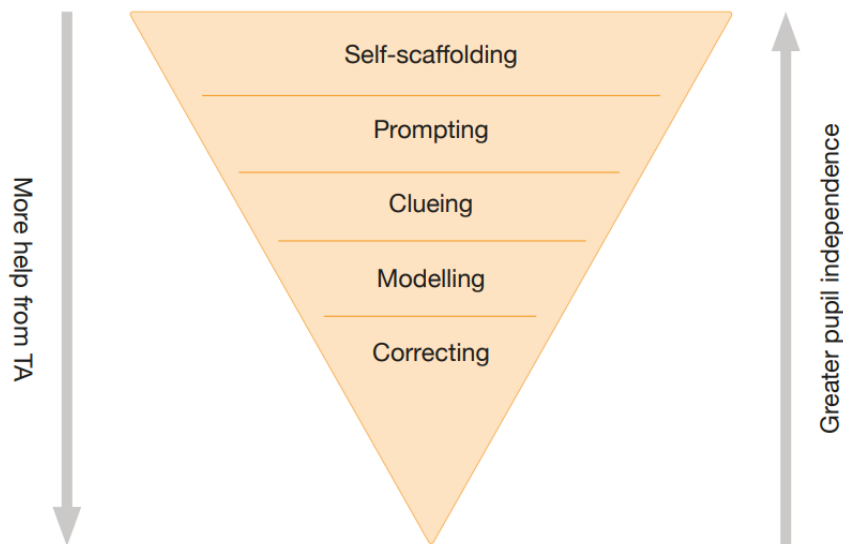 Self-scaffolding
Prompting
Clueing
Modelling
Correcting
More help from TA
Greater pupil independence